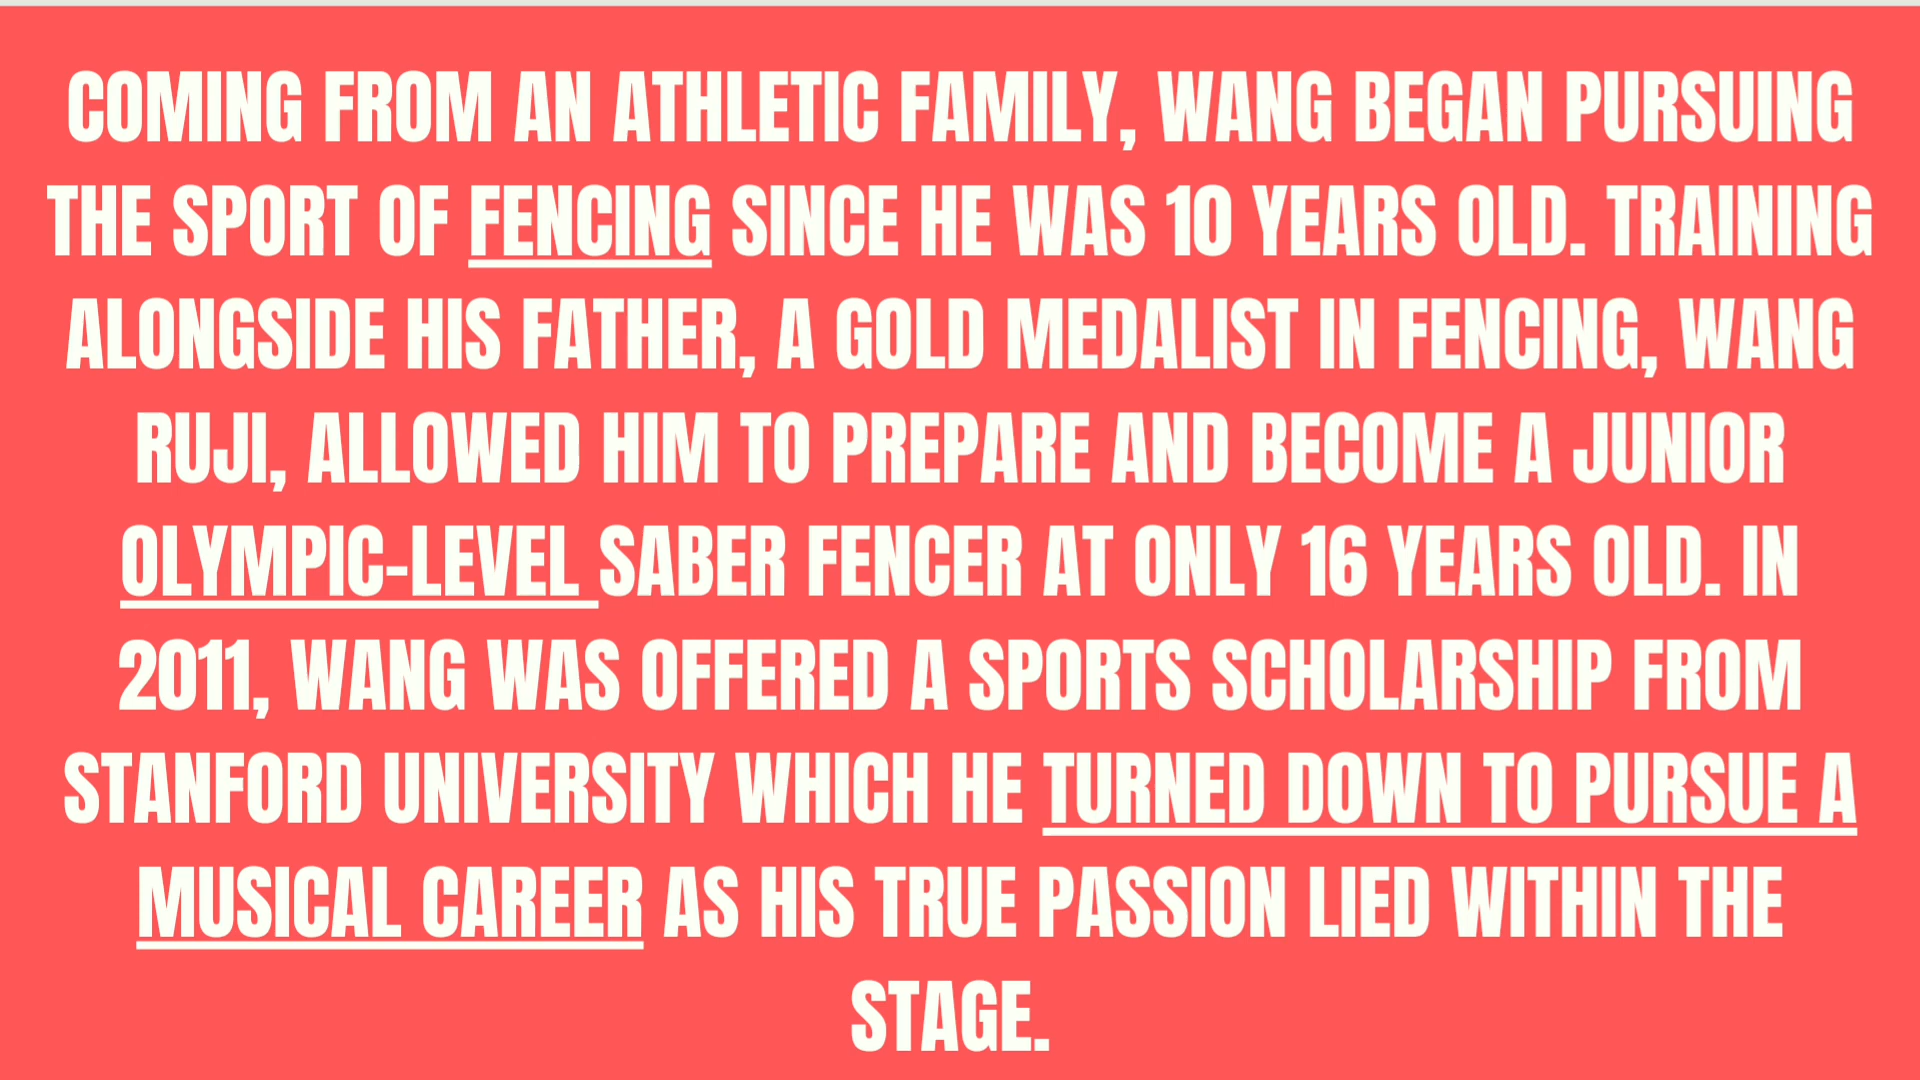 COMING FROM AN ATHLETIC FAMILY, WANG BEGAN PURSUING
THE SPORT OF FENCING SINCE HE WAS 10 YEARS OLD. TRAINING
ALONGSIDE HIS FATHER, A GOLD MEDALIST IN FENCING, WANG
RUJI, ALLOWED HIM TO PREPARE AND BECOME A JUNIOR
OLYMPIC-LEVEL SABER FENCER AT ONLY 16 YEARS OLD. IN
2011, WANG WAS OFFERED A SPORTS SCHOLARSHIP FROM
STANFORD UNIVERSITY WHICH HE TURNED DOWN TO PURSUE A
MUSICAL CAREER AS HIS TRUE PASSION LIED WITHIN THE
STAGE.